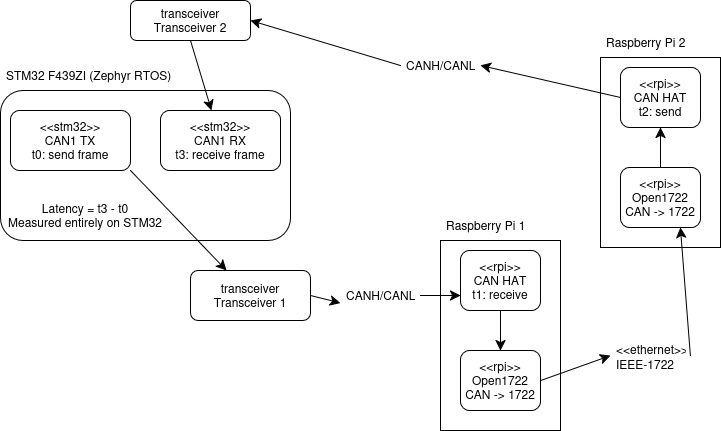 transceiver
Transceiver 2
CANH/CANL
Raspberry Pi 2
<<rpi>>
CAN HAT
t2: send
<<rpi>>
Open1722
CAN -> 1722
STM32 F439ZI (Zephyr RTOS)
<<stm32>>
CAN1 TX
t0: send frame
<<stm32>>
CAN1 RX
t3: receive frame
Latency = t3 - t0
Measured entirely on STM32
transceiver
Transceiver 1
CANH/CANL
Raspberry Pi 1
<<rpi>>
CAN HAT
t1: receive
<<rpi>>
Open1722
CAN -> 1722
<<ethernet>>
IEEE-1722